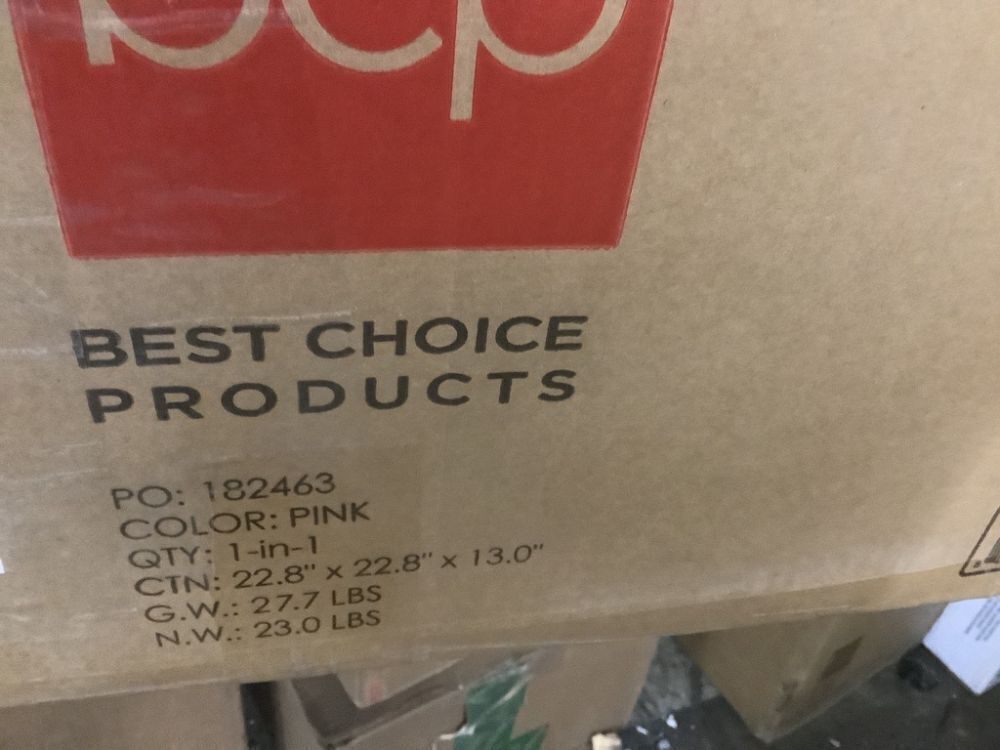 bcp
BEST CHOICE
PRODUCTS
PO: 182463
COLOR: PINK
QTY: 1-in-1
CTN: 22.8" x 22.8" x 13.0"
G.W.: 27.7 LBS
N.W.: 23.0 LBS